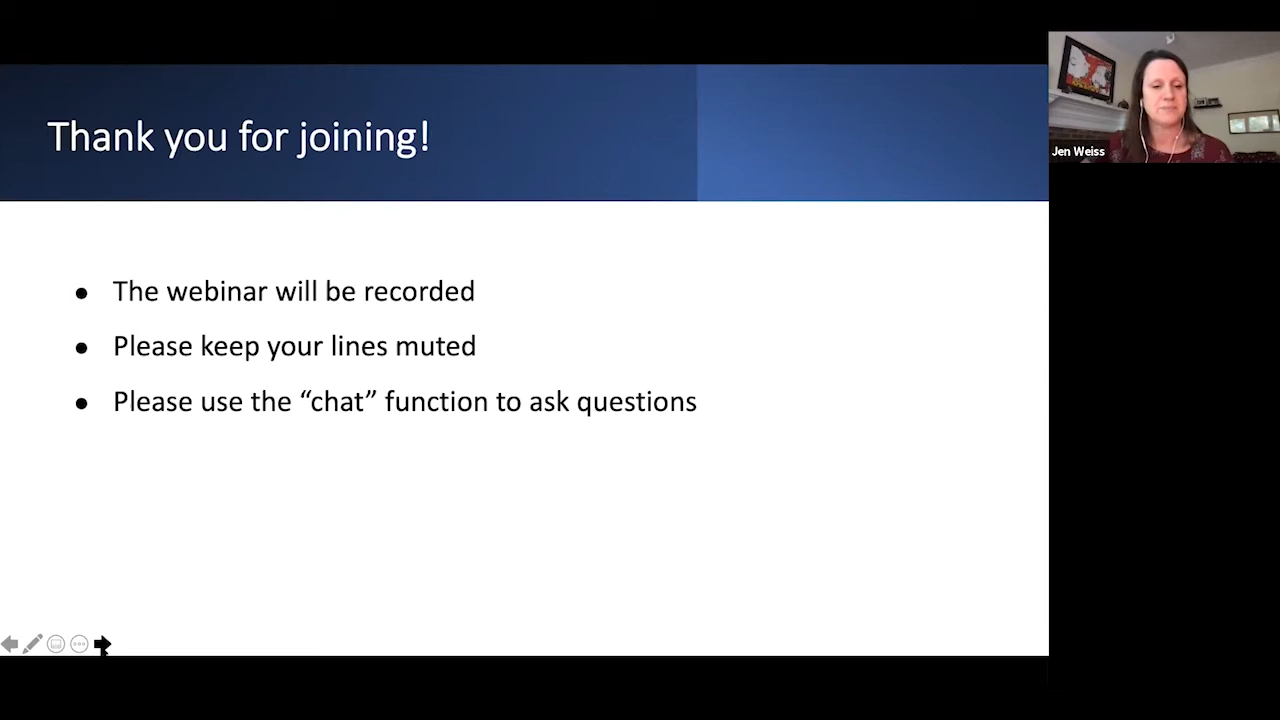 Thank you for joining!
Jen Weiss
● The webinar will be recorded
● Please keep your lines muted
● Please use the “chat” function to ask questions